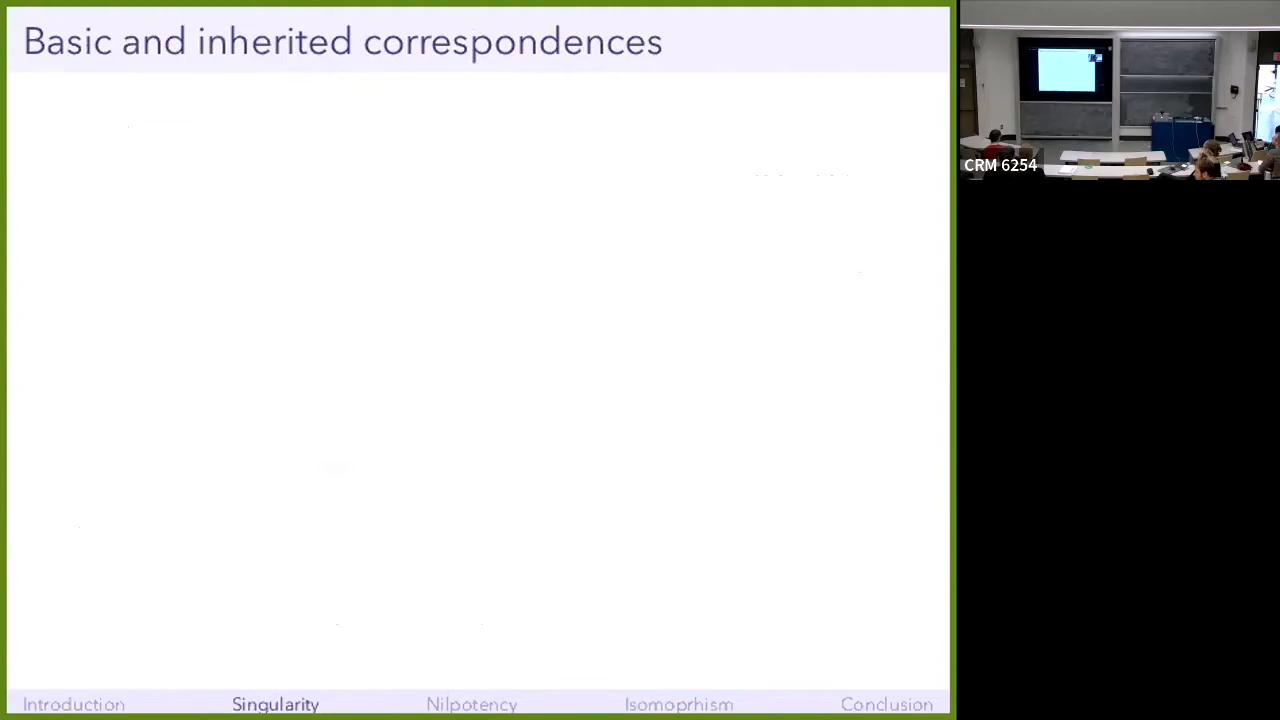 Basic and inherited correspondences
CRM 6254
Introduction
Singularity
Nilpotency
Isomoprhism
Conclusion